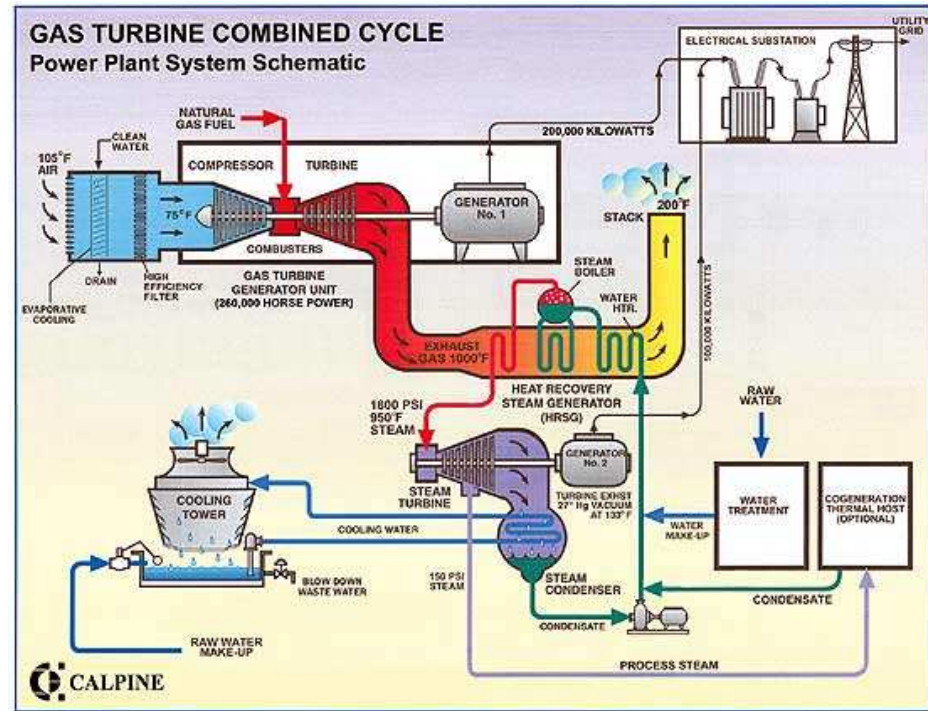 GAS TURBINE COMBINED CYCLE
Power Plant System Schematic
UTILITY
GRID
ELECTRICAL SUBSTATION
NATURAL
GAS FUEL
200,000 KILOWATTS
CLEAN
WATER
105°F
AIR
COMPRESSOR
TURBINE
75°F
GENERATOR
No. 1
COMBUSTERS
STACK
200°F
DRAIN
HIGH
EFFICIENCY
FILTER
EVAPORATIVE
COOLING
GAS TURBINE
GENERATOR UNIT
(260,000 HORSE POWER)
STEAM
BOILER
WATER
HTR.
KILOWATTS
EXHAUST
GAS 1000°F
HEAT RECOVERY
STEAM GENERATOR
(HRSG)
1800 PSI
950°F
STEAM
RAW
WATER
GENERATOR
No. 2
STEAM
TURBINE
TURBINE EXHST
27" Hg VACUUM
AT 133°F
COOLING
TOWER
COOLING WATER
WATER
TREATMENT
COGENERATION
THERMAL HOST
(OPTIONAL)
WATER
MAKE-UP
150 PSI
STEAM
STEAM
CONDENSER
BLOW DOWN
WASTE WATER
CONDENSATE
CONDENSATE
RAW WATER
MAKE-UP
PROCESS STEAM
CALPINE